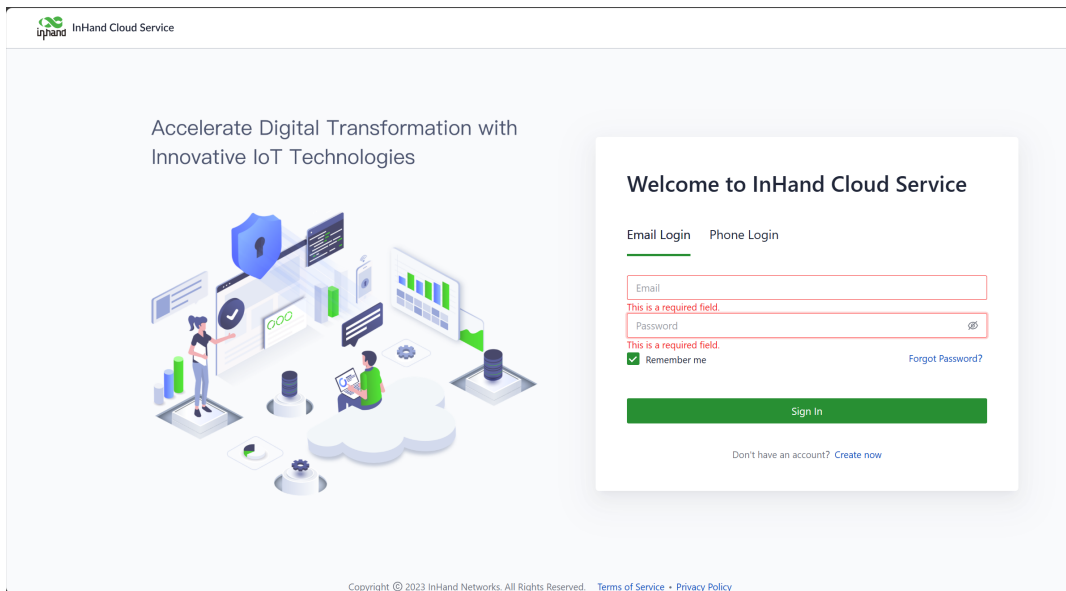 inhand InHand Cloud Service
Accelerate Digital Transformation with
Innovative IoT Technologies
Welcome to InHand Cloud Service
Email Login Phone Login
Email
This is a required field.
Password
This is a required field.
Remember me Forgot Password?
Sign In
Don't have an account? Create now
Copyright © 2023 InHand Networks. All Rights Reserved. Terms of Service • Privacy Policy